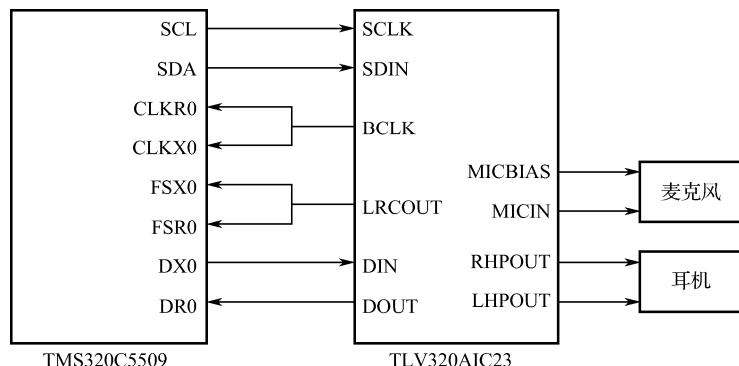 SCL
SDA
CLKR0
CLKX0
FSX0
FSR0
DX0
DR0
TMS320C5509
SCLK
SDIN
BCLK
LRCOUT
DIN
DOUT
MICBIAS
MICIN
RHPOUT
LHPOUT
TLV320AIC23
麦克风
耳机